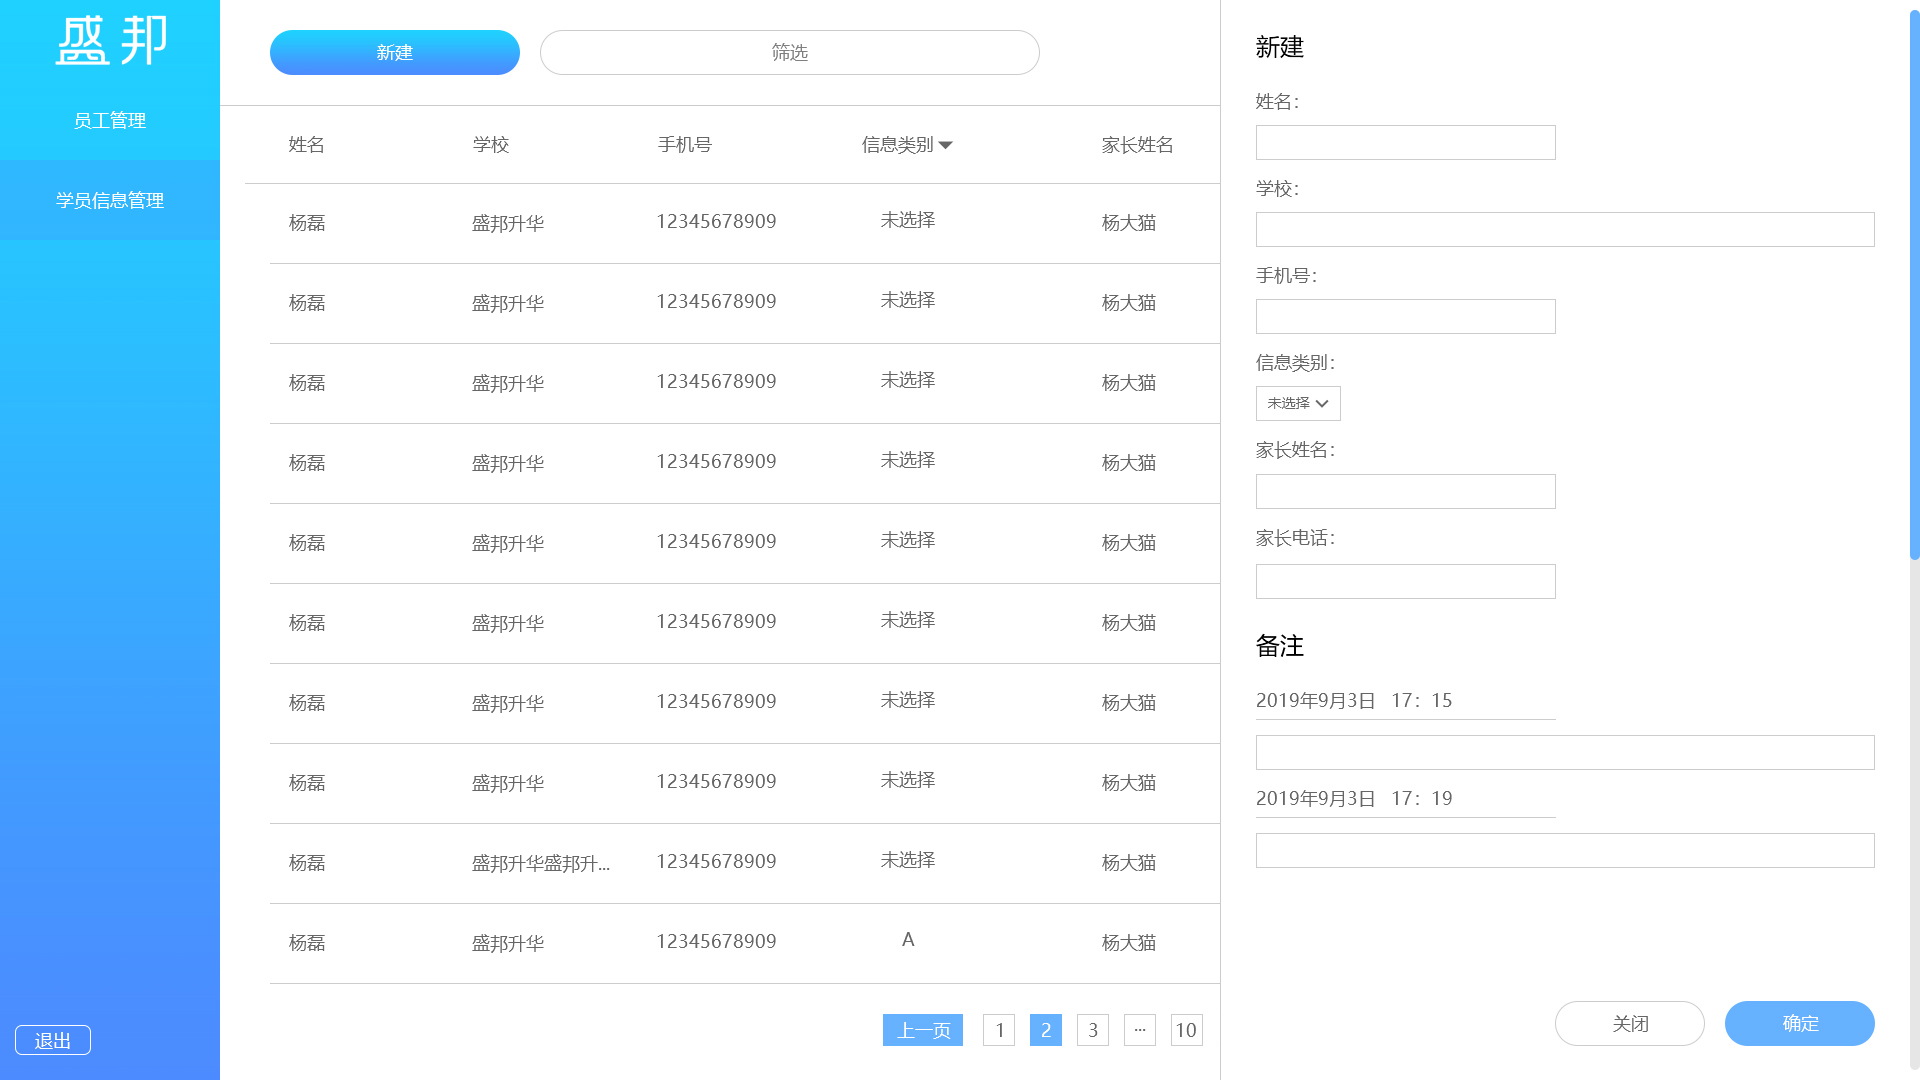 盛邦
员工管理
学员信息管理
退出
新建
筛选
姓名 学校 手机号 信息类别 家长姓名
杨磊 盛邦升华 12345678909 未选择 杨大猫
杨磊 盛邦升华 12345678909 未选择 杨大猫
杨磊 盛邦升华 12345678909 未选择 杨大猫
杨磊 盛邦升华 12345678909 未选择 杨大猫
杨磊 盛邦升华 12345678909 未选择 杨大猫
杨磊 盛邦升华 12345678909 未选择 杨大猫
杨磊 盛邦升华 12345678909 未选择 杨大猫
杨磊 盛邦升华 12345678909 未选择 杨大猫
杨磊 盛邦升华盛邦升... 12345678909 未选择 杨大猫
杨磊 盛邦升华 12345678909 A 杨大猫
上一页 1 2 3 ... 10
新建
姓名：
学校：
手机号：
信息类别：
未选择
家长姓名：
家长电话：
备注
2019年9月3日 17：15
2019年9月3日 17：19
关闭 确定